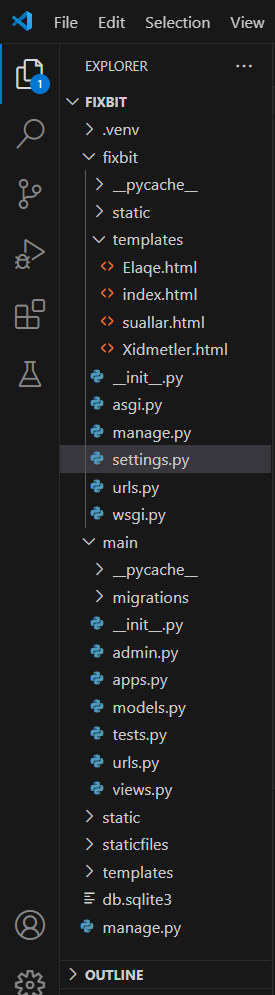 File Edit Selection View
EXPLORER ...
1
FIXBIT
.venv
fixbit
__pycache__
static
templates
Elaqe.html
index.html
suallar.html
Xidmetler.html
__init__.py
asgi.py
manage.py
settings.py
urls.py
wsgi.py
main
__pycache__
migrations
__init__.py
admin.py
apps.py
models.py
tests.py
urls.py
views.py
static
staticfiles
templates
db.sqlite3
manage.py
OUTLINE